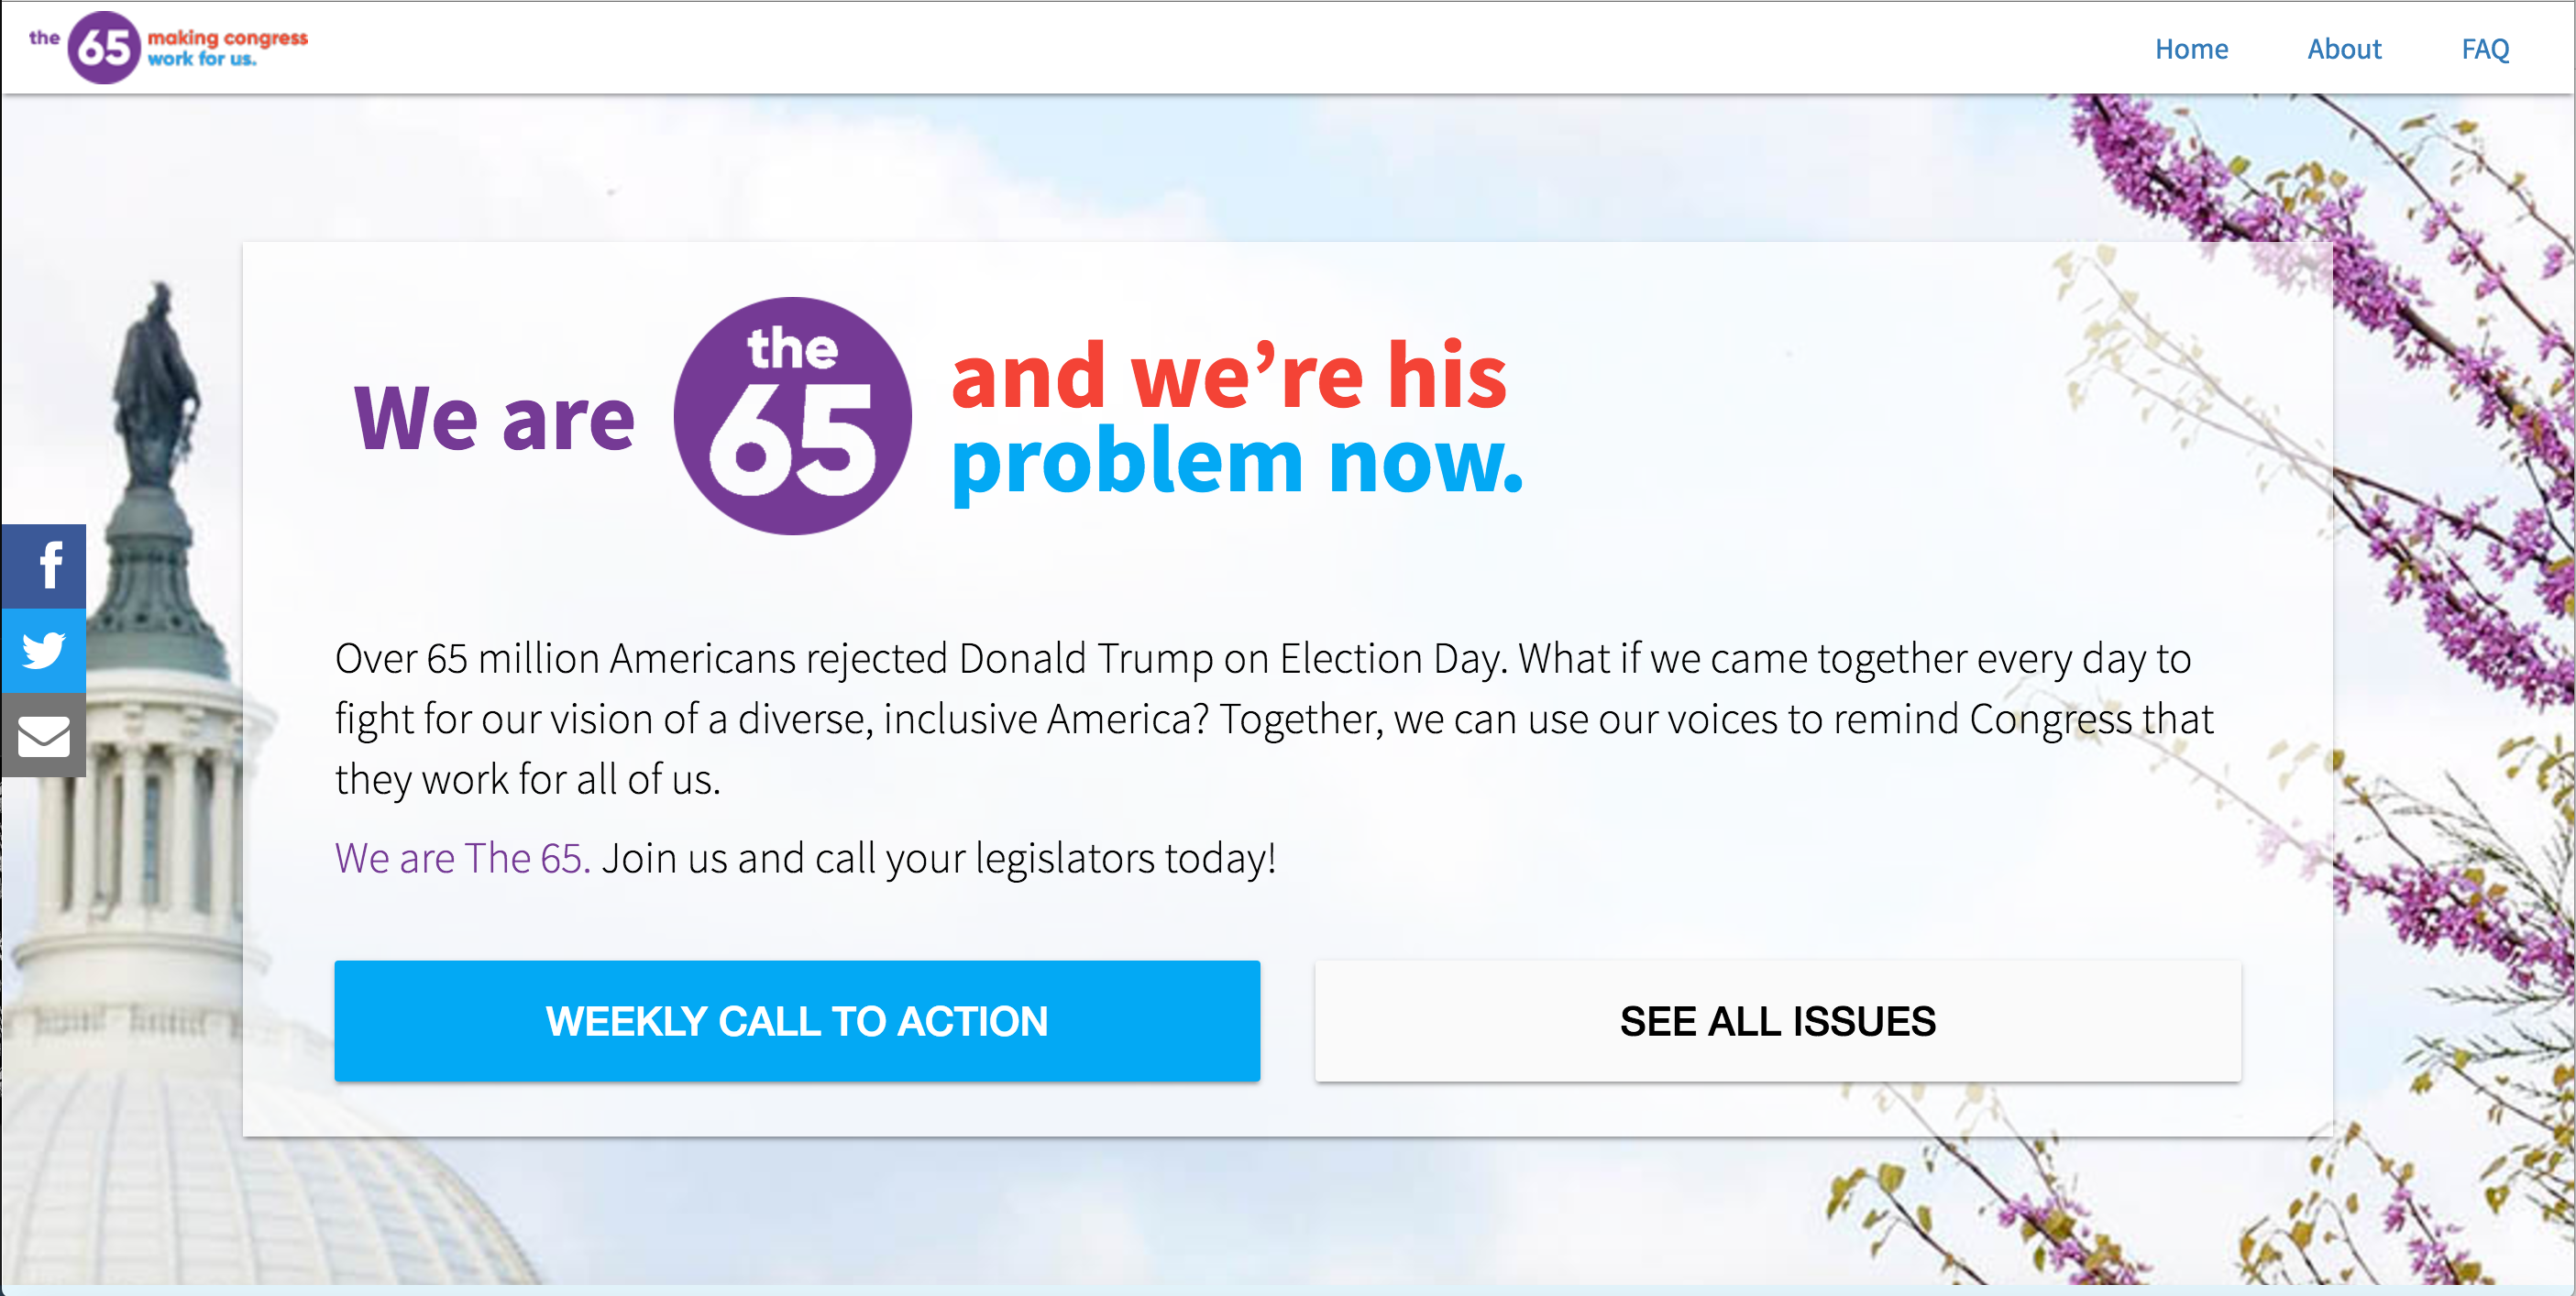 the 65 making congress
work for us.
Home About FAQ
We are the 65 and we’re his
problem now.
Over 65 million Americans rejected Donald Trump on Election Day. What if we came together every day to
fight for our vision of a diverse, inclusive America? Together, we can use our voices to remind Congress that
they work for all of us.
We are The 65. Join us and call your legislators today!
WEEKLY CALL TO ACTION
SEE ALL ISSUES